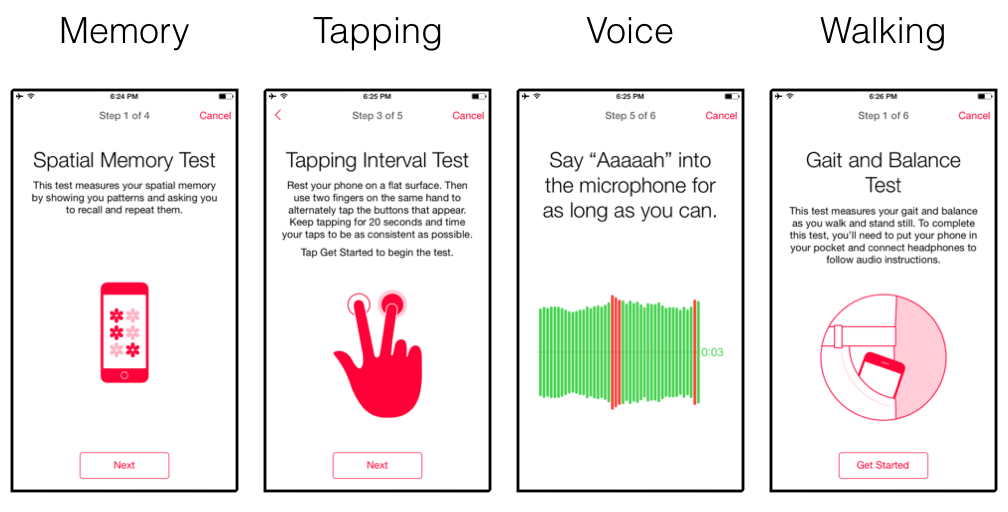 Memory
Tapping
Voice
Walking
6:24 PM
Step 1 of 4
Cancel
Spatial Memory Test
This test measures your spatial memory
by showing you patterns and asking you
to recall and repeat them.
Next
6:25 PM
Step 3 of 5
Cancel
Tapping Interval Test
Rest your phone on a flat surface. Then
use two fingers on the same hand to
alternately tap the buttons that appear.
Keep tapping for 20 seconds and time
your taps to be as consistent as possible.
Tap Get Started to begin the test.
Next
6:25 PM
Step 5 of 6
Cancel
Say “Aaaaah” into
the microphone for
as long as you can.
0:03
6:26 PM
Step 1 of 6
Cancel
Gait and Balance
Test
This test measures your gait and balance
as you walk and stand still. To complete
this test, you’ll need to put your phone in
your pocket and connect headphones to
follow audio instructions.
Get Started